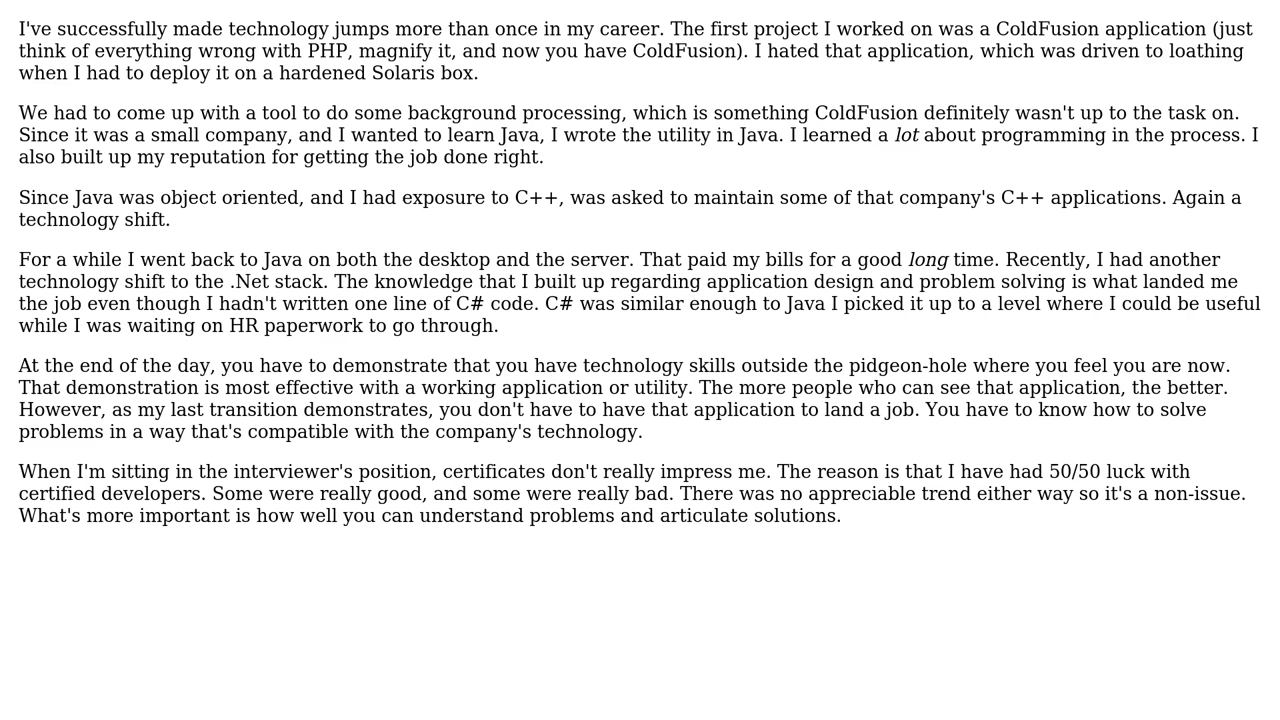 I've successfully made technology jumps more than once in my career. The first project I worked on was a ColdFusion application (just
think of everything wrong with PHP, magnify it, and now you have ColdFusion). I hated that application, which was driven to loathing
when I had to deploy it on a hardened Solaris box.
We had to come up with a tool to do some background processing, which is something ColdFusion definitely wasn't up to the task on.
Since it was a small company, and I wanted to learn Java, I wrote the utility in Java. I learned a lot about programming in the process. I
also built up my reputation for getting the job done right.
Since Java was object oriented, and I had exposure to C++, was asked to maintain some of that company's C++ applications. Again a
technology shift.
For a while I went back to Java on both the desktop and the server. That paid my bills for a good long time. Recently, I had another
technology shift to the .Net stack. The knowledge that I built up regarding application design and problem solving is what landed me
the job even though I hadn't written one line of C# code. C# was similar enough to Java I picked it up to a level where I could be useful
while I was waiting on HR paperwork to go through.
At the end of the day, you have to demonstrate that you have technology skills outside the pidgeon-hole where you feel you are now.
That demonstration is most effective with a working application or utility. The more people who can see that application, the better.
However, as my last transition demonstrates, you don't have to have that application to land a job. You have to know how to solve
problems in a way that's compatible with the company's technology.
When I'm sitting in the interviewer's position, certificates don't really impress me. The reason is that I have had 50/50 luck with
certified developers. Some were really good, and some were really bad. There was no appreciable trend either way so it's a non-issue.
What's more important is how well you can understand problems and articulate solutions.